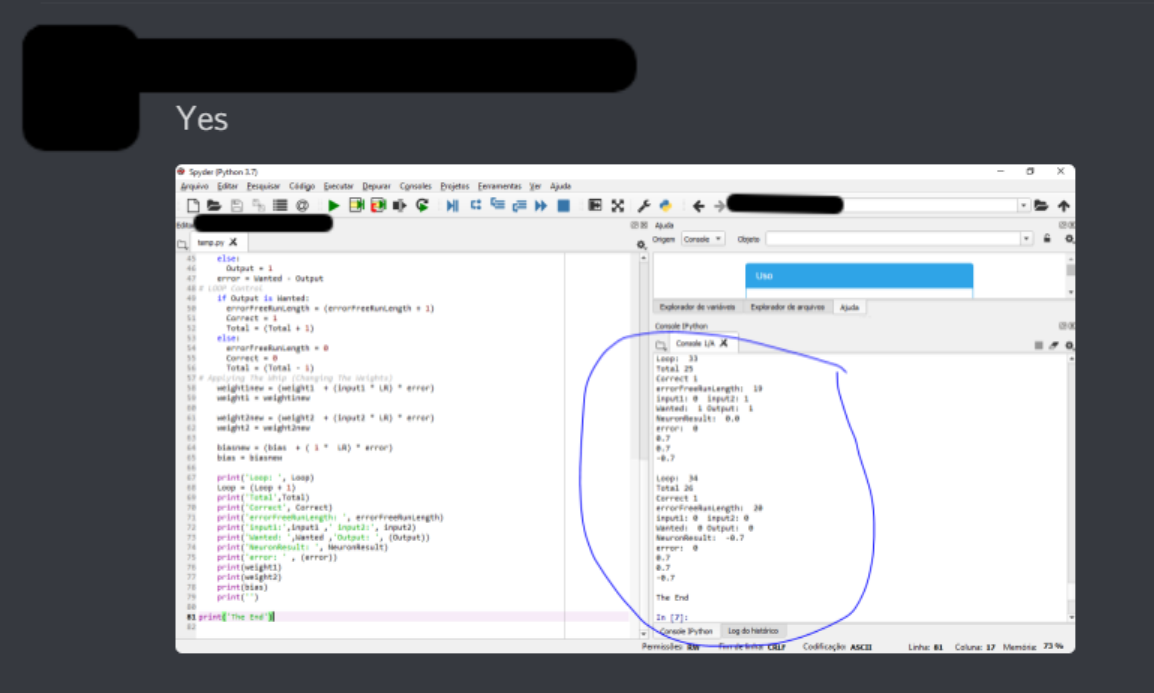 Yes
Spyder (Python 3.7)
Arquivo Editar Pesquisar Código Executar Depurar Consoles Projetos Ferramentas Ver Ajuda
Ajuda
temp.py
Origem Console Objeto
45 else:
46 Output = 1
47 error = Wanted - Output
48 # LOOP Control
49 if Output is Wanted:
50 errorFreeRunLength = (errorFreeRunLength + 1)
51 Correct = 1
52 Total = (Total + 1)
53 else:
54 errorFreeRunLength = 0
55 Correct = 0
56 Total = (Total - 1)
57 # Applying The Whip (Changing The Weights)
58 weight1new = (weight1 + (input1 * LR) * error)
59 weight1 = weight1new
60
61 weight2new = (weight2 + (input2 * LR) * error)
62 weight2 = weight2new
63
64 biasnew = (bias + ( 1 * LR) * error)
65 bias = biasnew
66
67 print('Loop: ', Loop)
68 Loop = (Loop + 1)
69 print('Total',Total)
70 print('Correct', Correct)
71 print('errorFreeRunLength: ', errorFreeRunLength)
72 print('input1:',input1 ,' input2:', input2)
73 print('Wanted: ',Wanted ,'Output: ', (Output))
74 print('NeuronResult: ', NeuronResult)
75 print('error: ' , (error))
76 print(weight1)
77 print(weight2)
78 print(bias)
79 print('')
80
81 print('The End')
82
Uso
Explorador de variáveis Explorador de arquivos Ajuda
Console IPython
Console 1/A
Loop: 33
Total 25
Correct 1
errorFreeRunLength: 19
input1: 0 input2: 1
Wanted: 1 Output: 1
NeuronResult: 0.0
error: 0
0.7
0.7
-0.7
Loop: 34
Total 26
Correct 1
errorFreeRunLength: 20
input1: 0 input2: 0
Wanted: 0 Output: 0
NeuronResult: -0.7
error: 0
0.7
0.7
-0.7
The End
In [7]:
Console IPython Log do histórico
Permissões: RW Fim de linha: CRLF Codificação: ASCII Linha: 81 Coluna: 17 Memória: 73 %